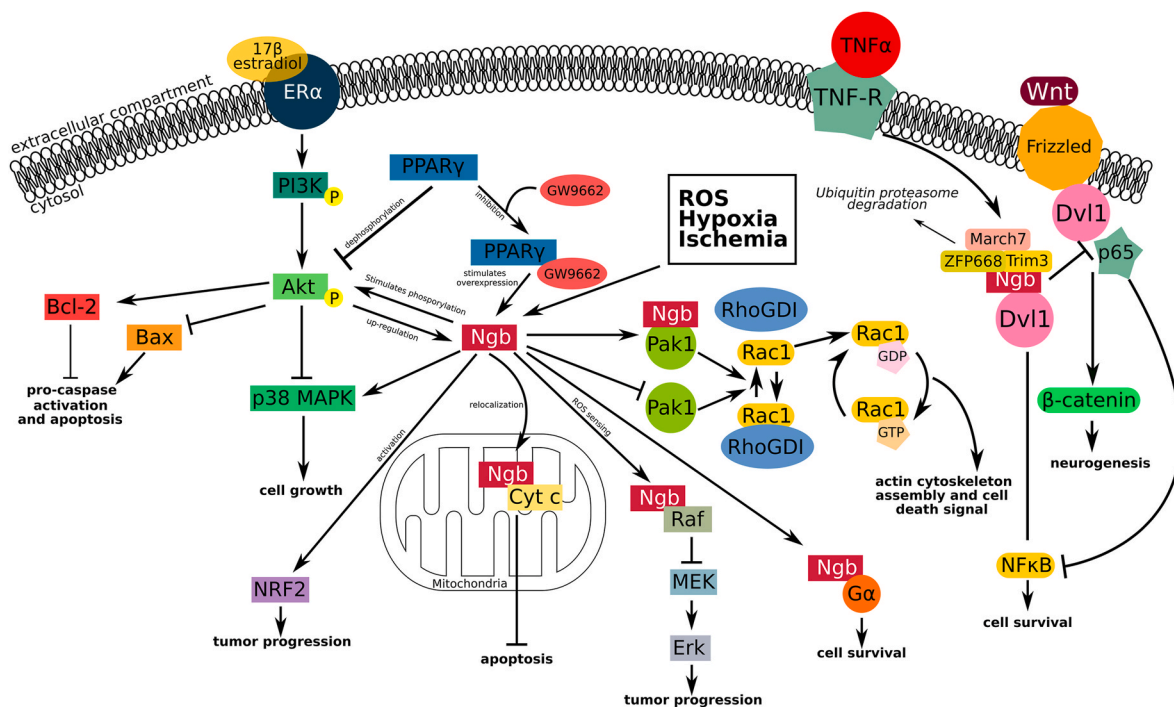 17β
estradiol
ERα
extracellular compartment
cytosol
TNFα
TNF-R
Wnt
Frizzled
Dvl1
p65
PI3K
P
PPARγ
GW9662
inhibition
dephosphorylation
PPARγ
GW9662
stimulates
overexpression
ROS
Hypoxia
Ischemia
Ubiquitin proteasome
degradation
March7
ZFP668
Trim3
Ngb
Dvl1
Akt
P
Stimulates phosporylation
up-regulation
Bcl-2
Bax
pro-caspase
activation
and apoptosis
p38 MAPK
cell growth
Ngb
Ngb
Pak1
Pak1
RhoGDI
Rac1
Rac1
RhoGDI
Rac1
GDP
Rac1
GTP
actin cytoskeleton
assembly and cell
death signal
β-catenin
neurogenesis
NFκB
cell survival
activation
relocalization
ROS sensing
Ngb
Cyt c
Mitochondria
apoptosis
NRF2
tumor progression
Ngb
Raf
MEK
Erk
tumor progression
Ngb
Gα
cell survival